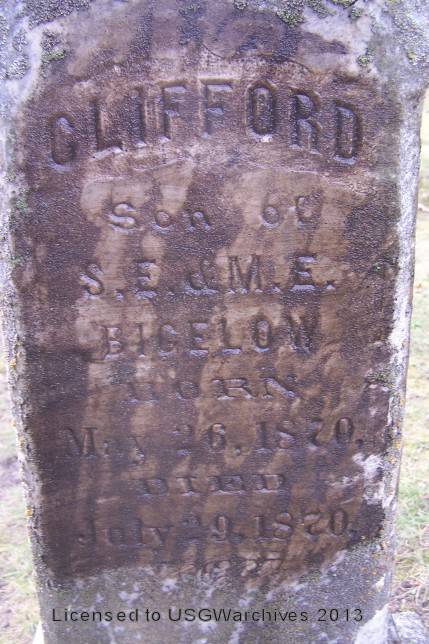 CLIFFORD
Son of
S. E. & M. E.
BIGELOW
BORN
May 26, 1870,
DIED
July 29, 1870.
Licensed to USGWarchives 2013